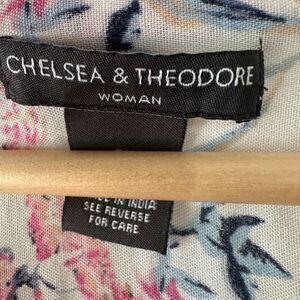 CHELSEA & THEODORE
WOMAN
IN INDIA
SEE REVERSE
FOR CARE